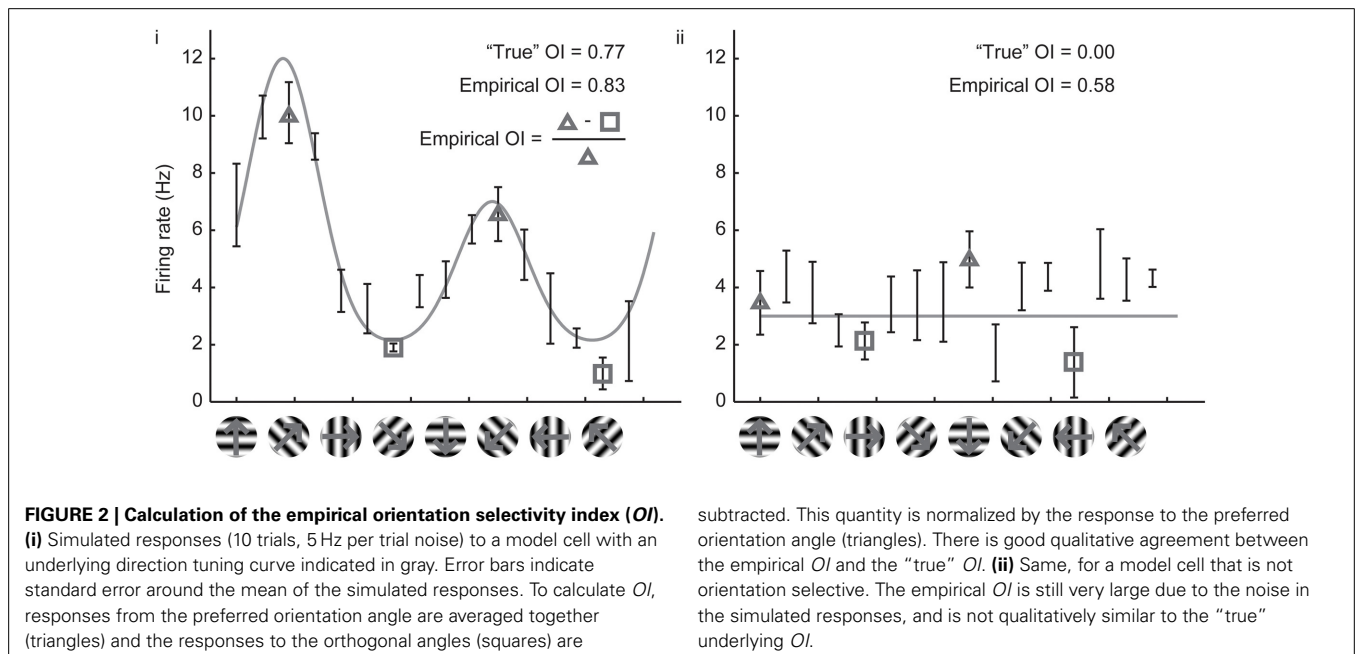 i
12
10
8
6
4
2
0
Firing rate (Hz)
“True” OI = 0.77
Empirical OI = 0.83
Empirical OI = △ - □
△
ii
12
10
8
6
4
2
0
“True” OI = 0.00
Empirical OI = 0.58
FIGURE 2 | Calculation of the empirical orientation selectivity index (OI).
(i) Simulated responses (10 trials, 5 Hz per trial noise) to a model cell with an
underlying direction tuning curve indicated in gray. Error bars indicate
standard error around the mean of the simulated responses. To calculate OI,
responses from the preferred orientation angle are averaged together
(triangles) and the responses to the orthogonal angles (squares) are
subtracted. This quantity is normalized by the response to the preferred
orientation angle (triangles). There is good qualitative agreement between
the empirical OI and the “true” OI. (ii) Same, for a model cell that is not
orientation selective. The empirical OI is still very large due to the noise in
the simulated responses, and is not qualitatively similar to the “true”
underlying OI.